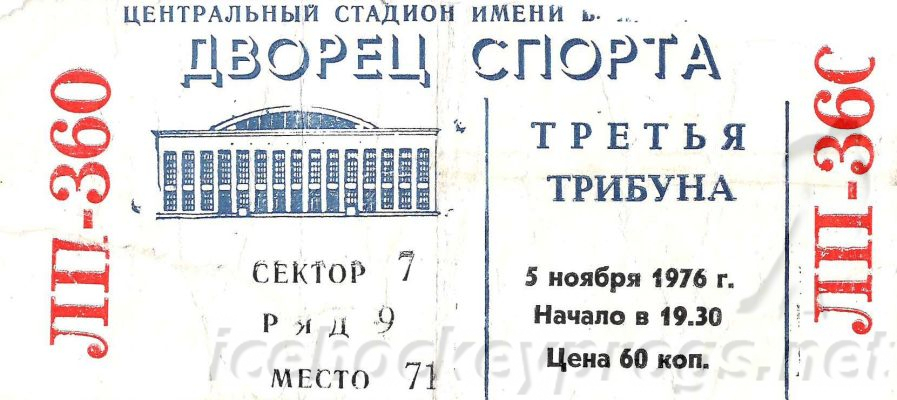 ЦЕНТРАЛЬНЫЙ СТАДИОН ИМЕНИ В.
ДВОРЕЦ СПОРТА
ЛП-360
СЕКТОР 7
РЯД 9
МЕСТО 71
ТРЕТЬЯ
ТРИБУНА
5 ноября 1976 г.
Начало в 19.30
Цена 60 коп.
ЛП-360
icehockeyprogs.net